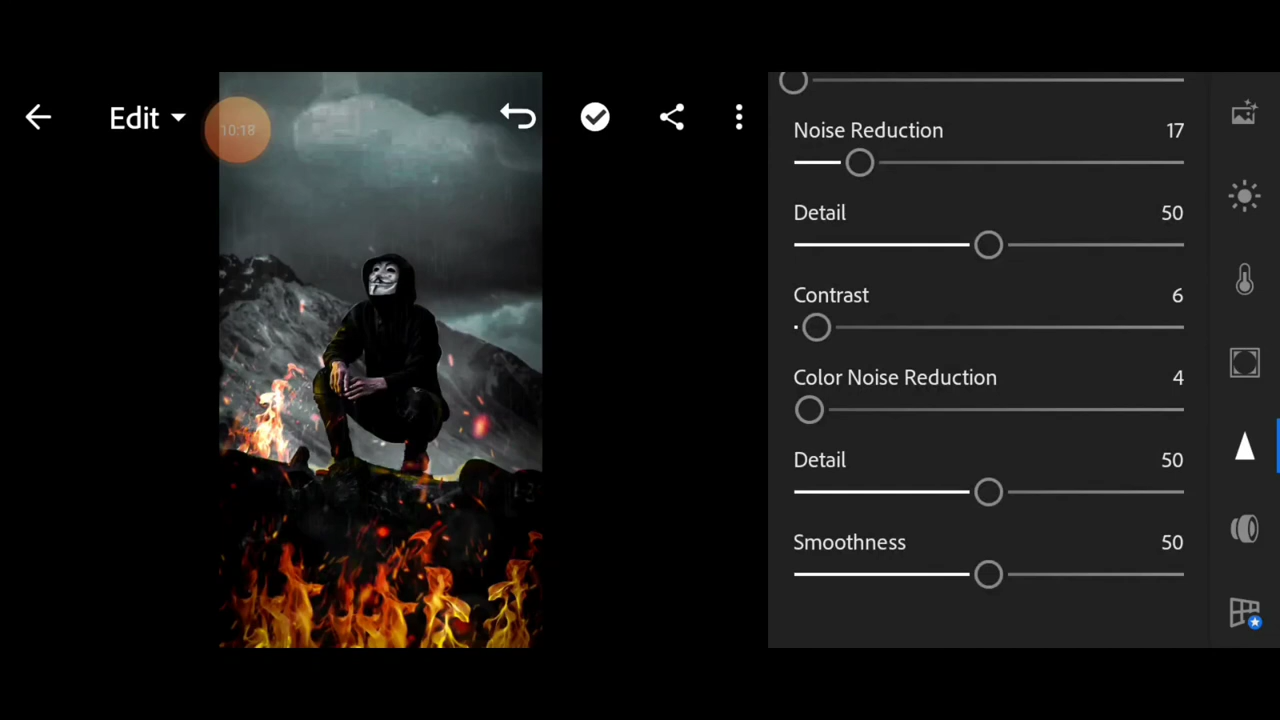 Edit
10:18
Noise Reduction 17
Detail 50
Contrast 6
Color Noise Reduction 4
Detail 50
Smoothness 50